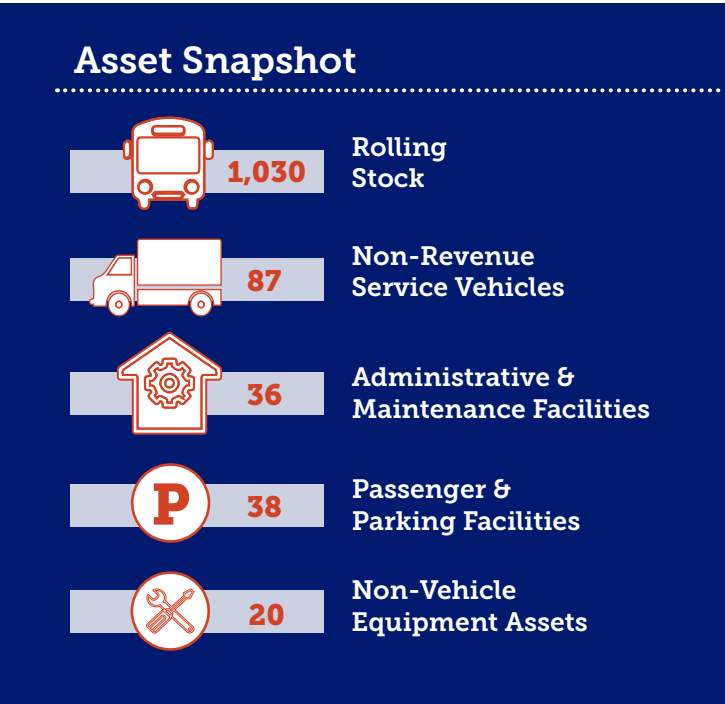 Asset Snapshot
1,030
Rolling
Stock
87
Non-Revenue
Service Vehicles
36
Administrative &
Maintenance Facilities
P
38
Passenger &
Parking Facilities
20
Non-Vehicle
Equipment Assets